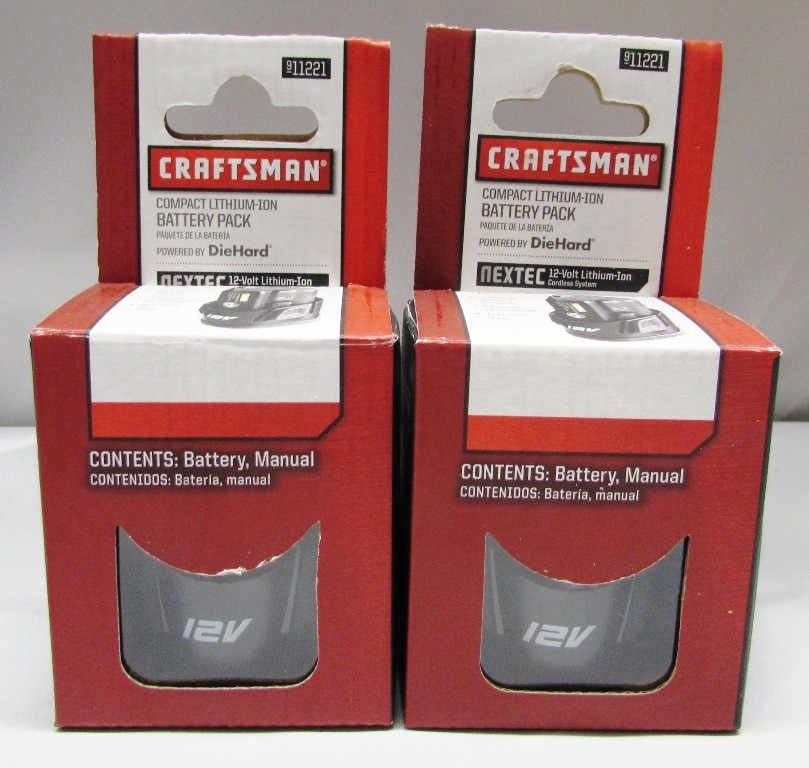 911221
CRAFTSMAN®
COMPACT LITHIUM-ION
BATTERY PACK
PAQUETE DE LA BATERÍA
POWERED BY DieHard®
NEXTEC 12-Volt Lithium-Ion
12V
CONTENTS: Battery, Manual
CONTENIDOS: Batería, manual
12V
911221
CRAFTSMAN®
COMPACT LITHIUM-ION
BATTERY PACK
PAQUETE DE LA BATERÍA
POWERED BY DieHard®
NEXTEC 12-Volt Lithium-Ion
Cordless System
12V
CONTENTS: Battery, Manual
CONTENIDOS: Batería, manual
12V